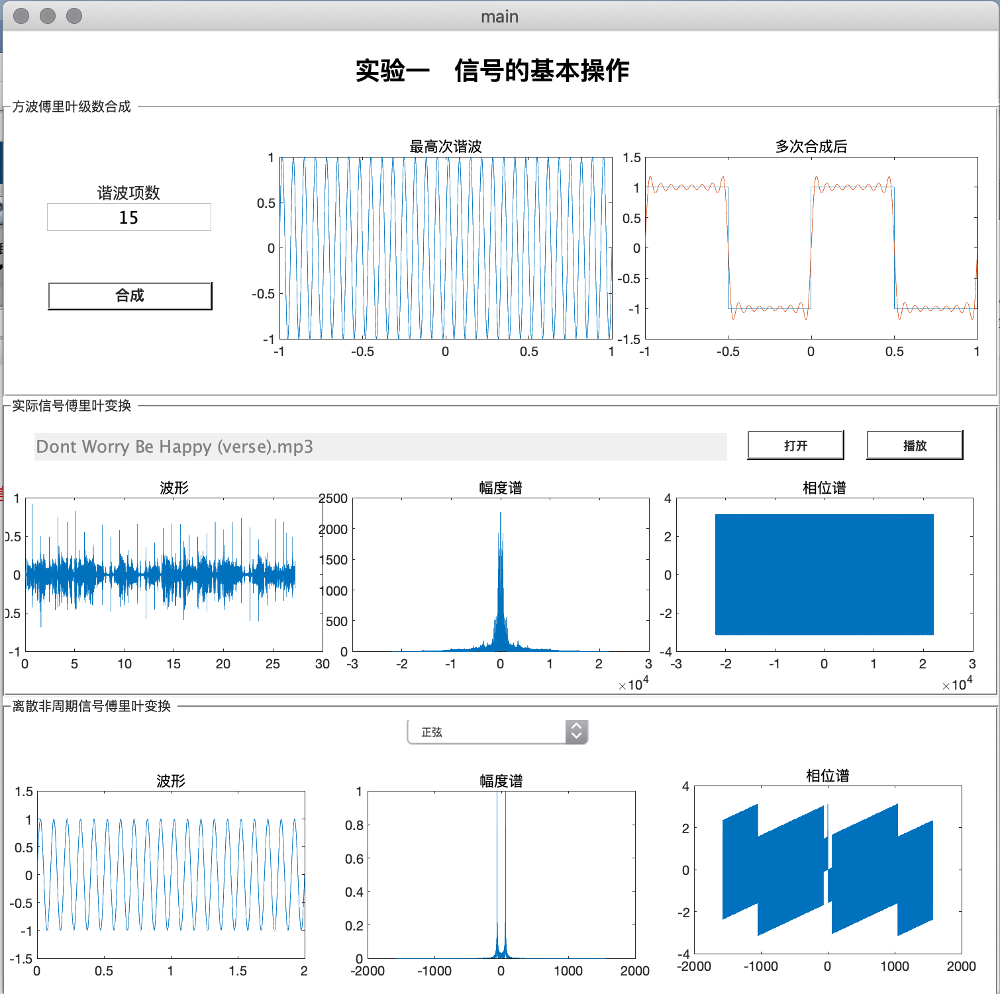 main
实验一 信号的基本操作
方波傅里叶级数合成
谐波项数
15
合成
最高次谐波
1
0.5
0
-0.5
-1
-1 -0.5 0 0.5 1
多次合成后
1.5
1
0.5
0
-0.5
-1
-1.5
-1 -0.5 0 0.5 1
实际信号傅里叶变换
Dont Worry Be Happy (verse).mp3
打开
播放
波形
1
0.5
0
0.5
-1
0 5 10 15 20 25 30
幅度谱
2500
2000
1500
1000
500
0
-3 -2 -1 0 1 2 3
×10⁴
相位谱
4
2
0
-2
-4
-3 -2 -1 0 1 2 3
×10⁴
离散非周期信号傅里叶变换
正弦
波形
1.5
1
0.5
0
-0.5
-1
-1.5
0 0.5 1 1.5 2
幅度谱
1
0.8
0.6
0.4
0.2
0
-2000 -1000 0 1000 2000
相位谱
4
2
0
-2
-4
-2000 -1000 0 1000 2000